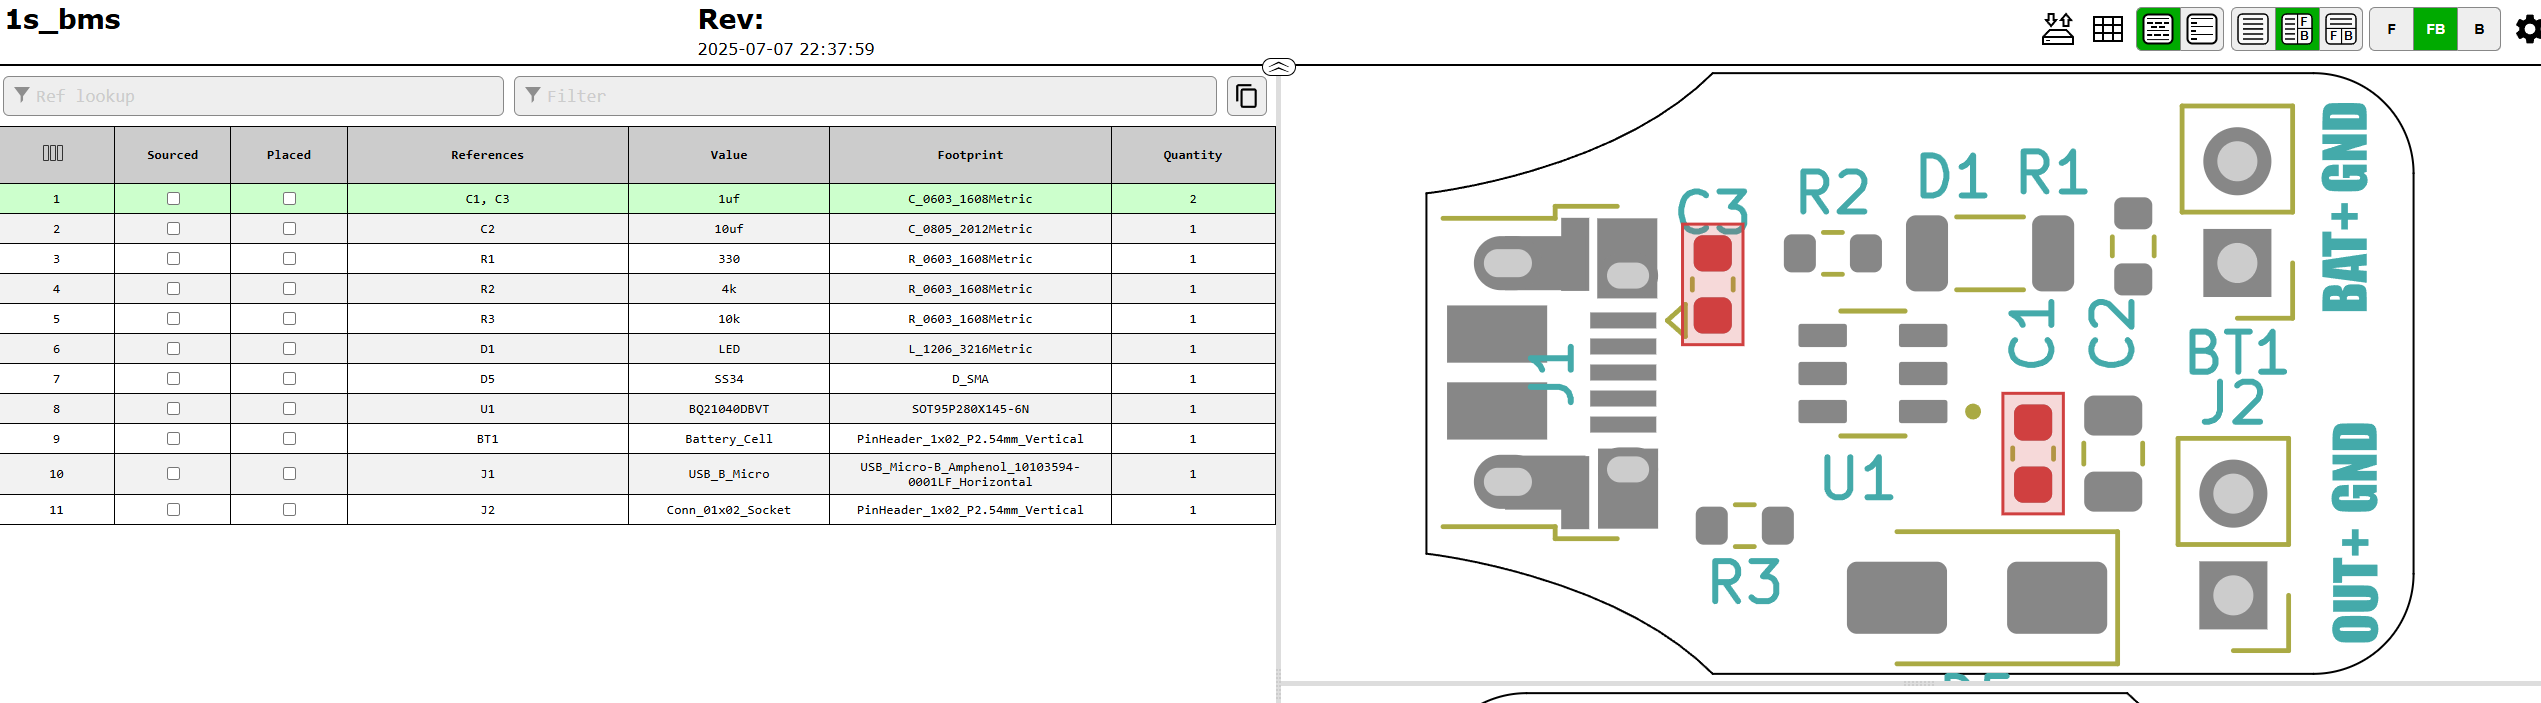 1s_bms
Rev:
2025-07-07 22:37:59
F
B
F B
F
FB
B
Ref lookup
Filter
Sourced Placed References Value Footprint Quantity
1 C1, C3 1uf C_0603_1608Metric 2
2 C2 10uf C_0805_2012Metric 1
3 R1 330 R_0603_1608Metric 1
4 R2 4k R_0603_1608Metric 1
5 R3 10k R_0603_1608Metric 1
6 D1 LED L_1206_3216Metric 1
7 D5 SS34 D_SMA 1
8 U1 BQ21040DBVT SOT95P280X145-6N 1
9 BT1 Battery_Cell PinHeader_1x02_P2.54mm_Vertical 1
10 J1 USB_B_Micro USB_Micro-B_Amphenol_10103594-
0001LF_Horizontal 1
11 J2 Conn_01x02_Socket PinHeader_1x02_P2.54mm_Vertical 1
C3
R2
D1
R1
BAT+ GND
J1
C1
C2
BT1
J2
U1
R3
OUT+ GND